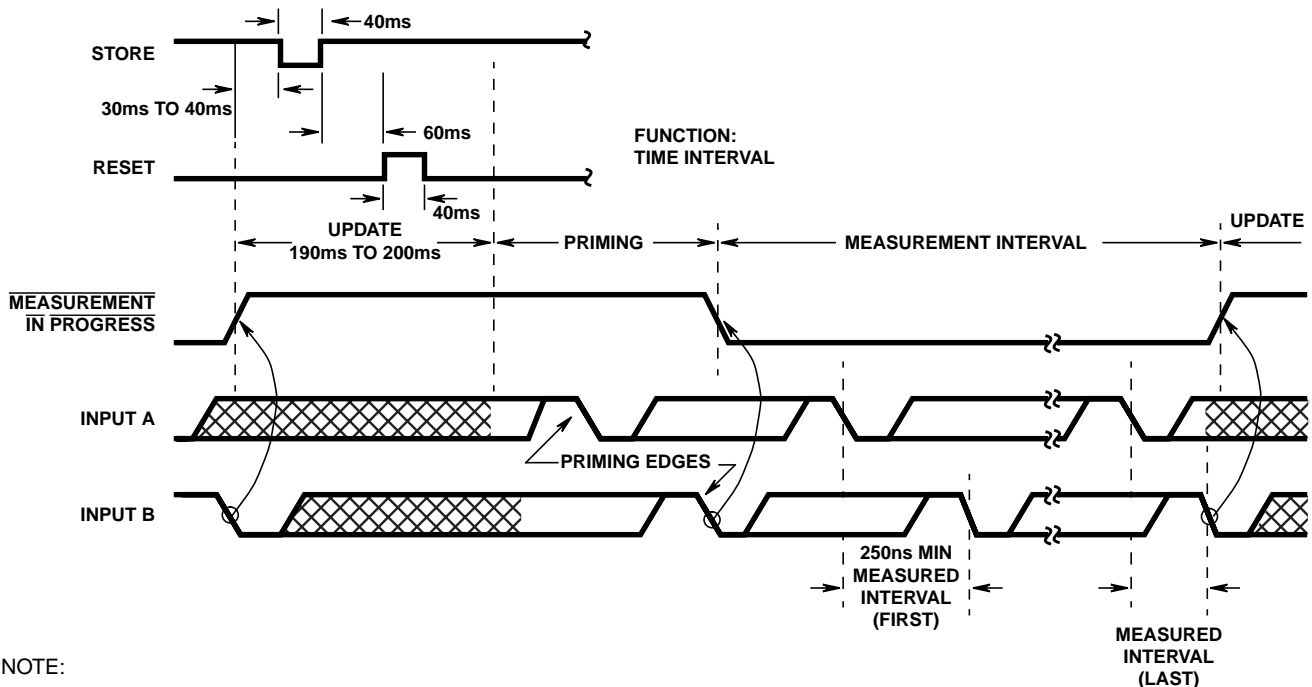 40ms
STORE
30ms TO 40ms
60ms
FUNCTION:
TIME INTERVAL
RESET
40ms
UPDATE
190ms TO 200ms
PRIMING
MEASUREMENT INTERVAL
UPDATE
MEASUREMENT
IN PROGRESS
INPUT A
PRIMING EDGES
INPUT B
250ns MIN
MEASURED
INTERVAL
(FIRST)
MEASURED
INTERVAL
(LAST)
NOTE: